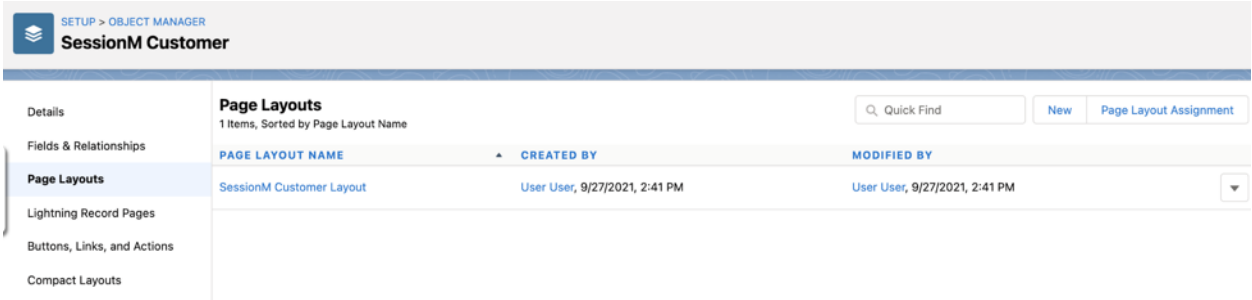 SETUP > OBJECT MANAGER
SessionM Customer
Details
Fields & Relationships
Page Layouts
Lightning Record Pages
Buttons, Links, and Actions
Compact Layouts
Page Layouts
1 Items, Sorted by Page Layout Name
Quick Find
New
Page Layout Assignment
PAGE LAYOUT NAME CREATED BY MODIFIED BY
SessionM Customer Layout User User, 9/27/2021, 2:41 PM User User, 9/27/2021, 2:41 PM